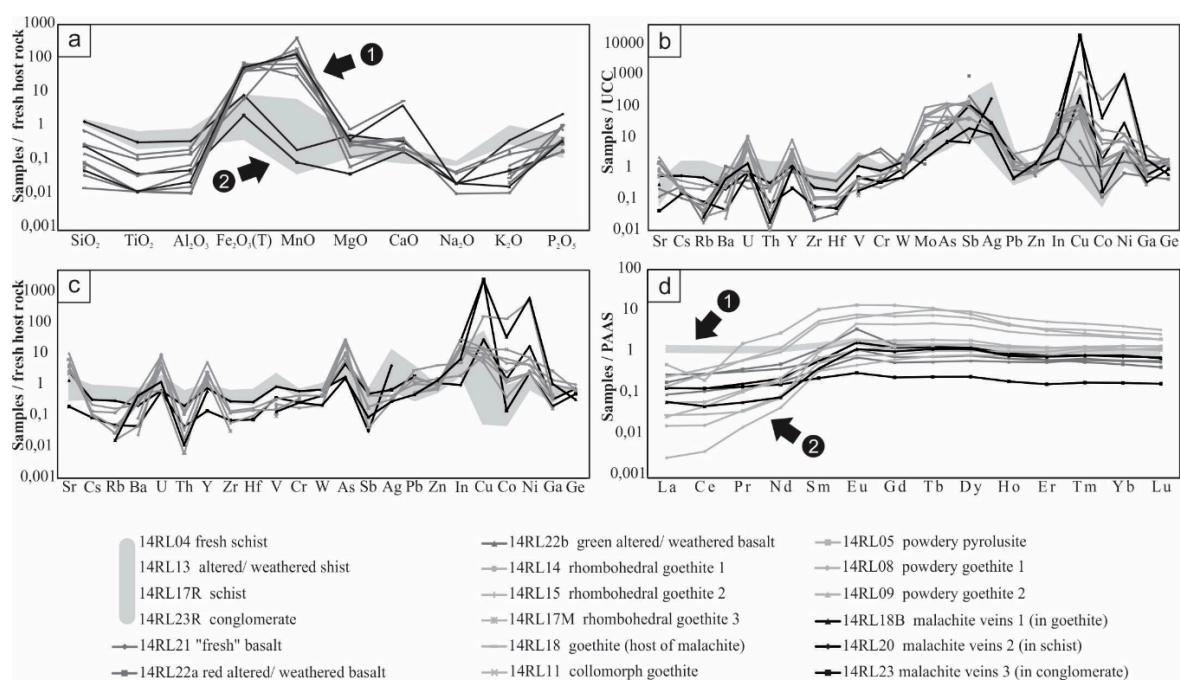 a
Samples / fresh host rock
1000
100
10
1
0,1
0,01
0,001
SiO₂ TiO₂ Al₂O₃ Fe₂O₃(T) MnO MgO CaO Na₂O K₂O P₂O₅
1
2
b
Samples / UCC
10000
1000
100
10
1
0,1
0,01
Sr Cs Rb Ba U Th Y Zr Hf V Cr W Mo As Sb Ag Pb Zn In Cu Co Ni Ga Ge
c
Samples / fresh host rock
1000
100
10
1
0,1
0,01
0,001
Sr Cs Rb Ba U Th Y Zr Hf V Cr W As Sb Ag Pb Zn In Cu Co Ni Ga Ge
d
Samples / PAAS
100
10
1
0,1
0,01
0,001
La Ce Pr Nd Sm Eu Gd Tb Dy Ho Er Tm Yb Lu
1
2
14RL04 fresh schist
14RL13 altered/ weathered shist
14RL17R schist
14RL23R conglomerate
14RL21 "fresh" basalt
14RL22a red altered/ weathered basalt
14RL22b green altered/ weathered basalt
14RL14 rhombohedral goethite 1
14RL15 rhombohedral goethite 2
14RL17M rhombohedral goethite 3
14RL18 goethite (host of malachite)
14RL11 collomorph goethite
14RL05 powdery pyrolusite
14RL08 powdery goethite 1
14RL09 powdery goethite 2
14RL18B malachite veins 1 (in goethite)
14RL20 malachite veins 2 (in schist)
14RL23 malachite veins 3 (in conglomerate)